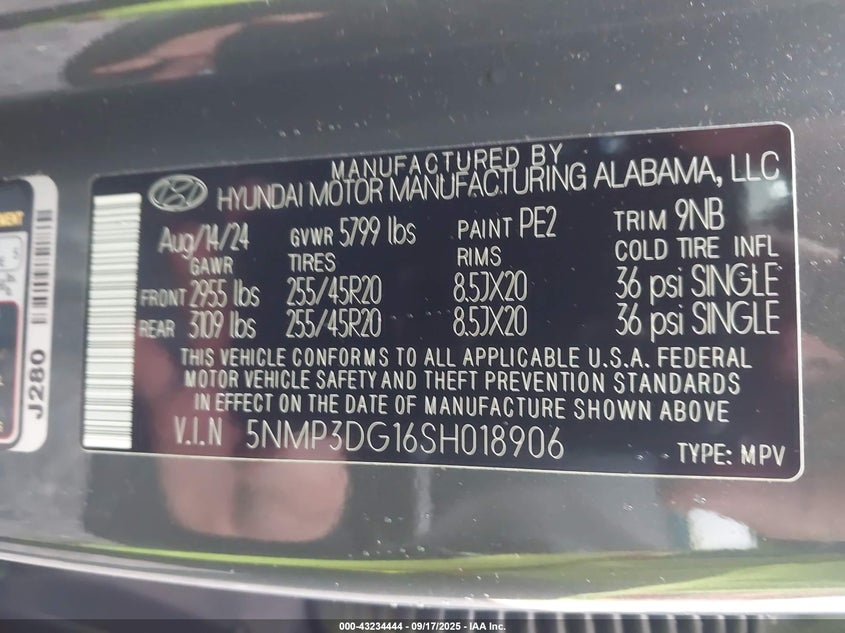 MANUFACTURED BY
HYUNDAI MOTOR MANUFACTURING ALABAMA, LLC
Aug/14/24 GVWR 5799 lbs PAINT PE2 TRIM 9NB
GAWR TIRES RIMS COLD TIRE INFL
FRONT 2955 lbs 255/45R20 8.5JX20 36 psi SINGLE
REAR 3109 lbs 255/45R20 8.5JX20 36 psi SINGLE
THIS VEHICLE CONFORMS TO ALL APPLICABLE U.S.A. FEDERAL
MOTOR VEHICLE SAFETY AND THEFT PREVENTION STANDARDS
IN EFFECT ON THE DATE OF MANUFACTURE SHOWN ABOVE
V.I.N 5NMP3DG16SH018906
TYPE: MPV
J280
000-43234444 - 09/17/2025 - IAA Inc.